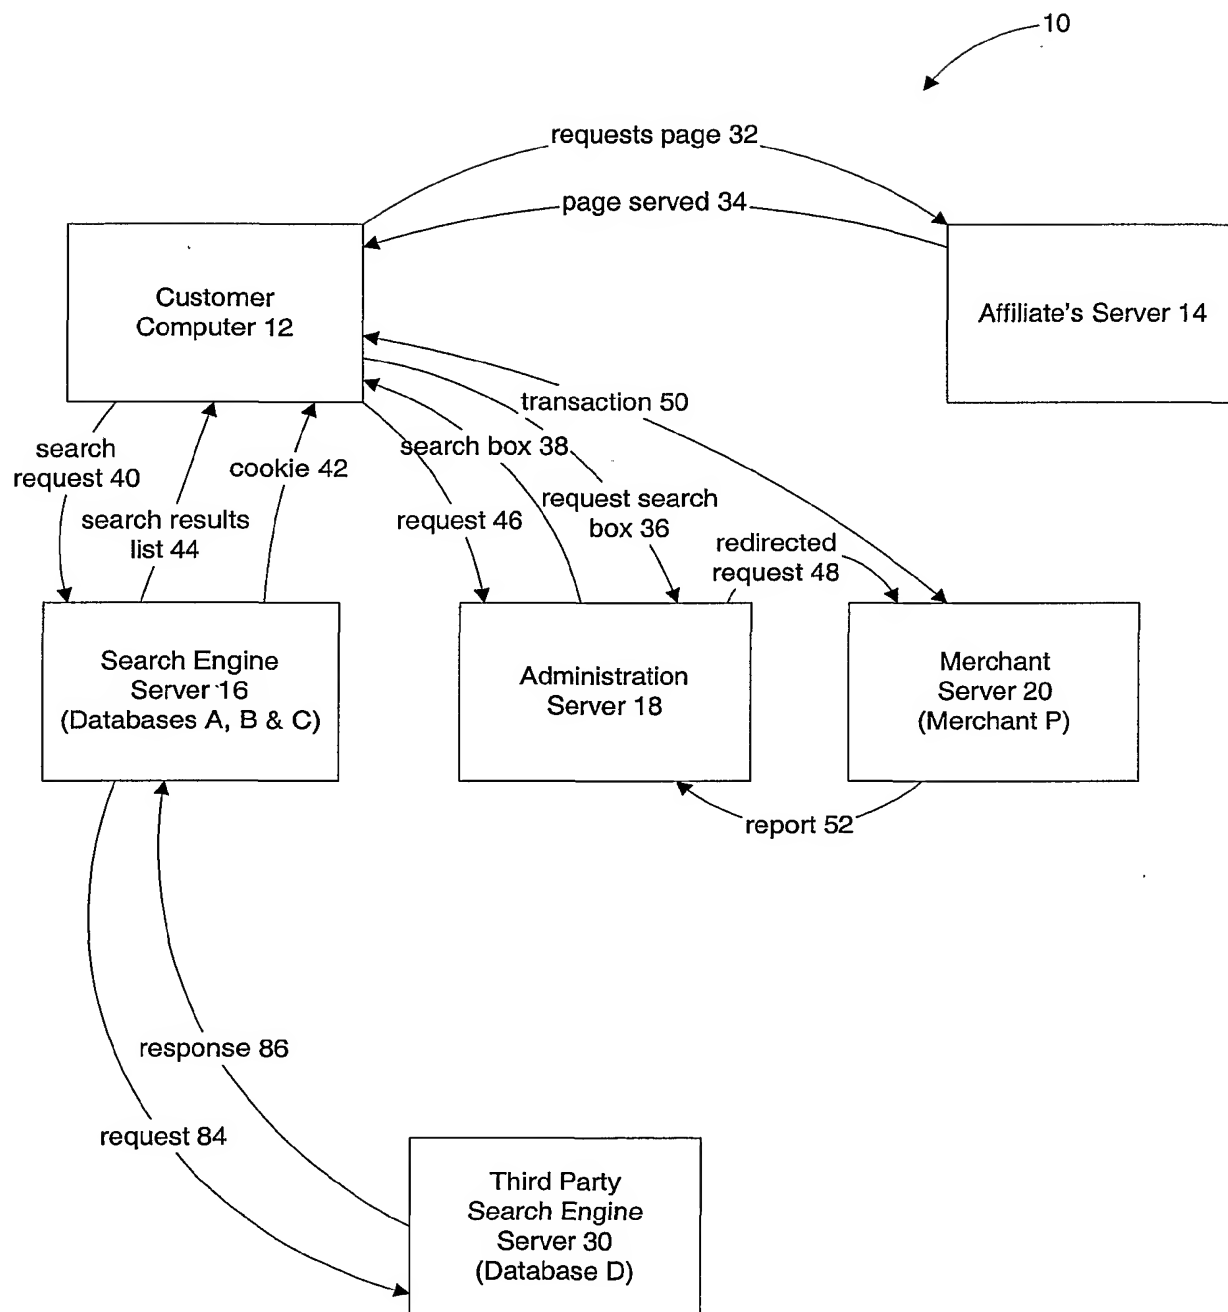 10
requests page 32
page served 34
Customer
Computer 12
Affiliate's Server 14
transaction 50
search
request 40
cookie 42
search box 38
search results
list 44
request 46
request search
box 36
redirected
request 48
Search Engine
Server 16
(Databases A, B & C)
Administration
Server 18
Merchant
Server 20
(Merchant P)
report 52
response 86
request 84
Third Party
Search Engine
Server 30
(Database D)